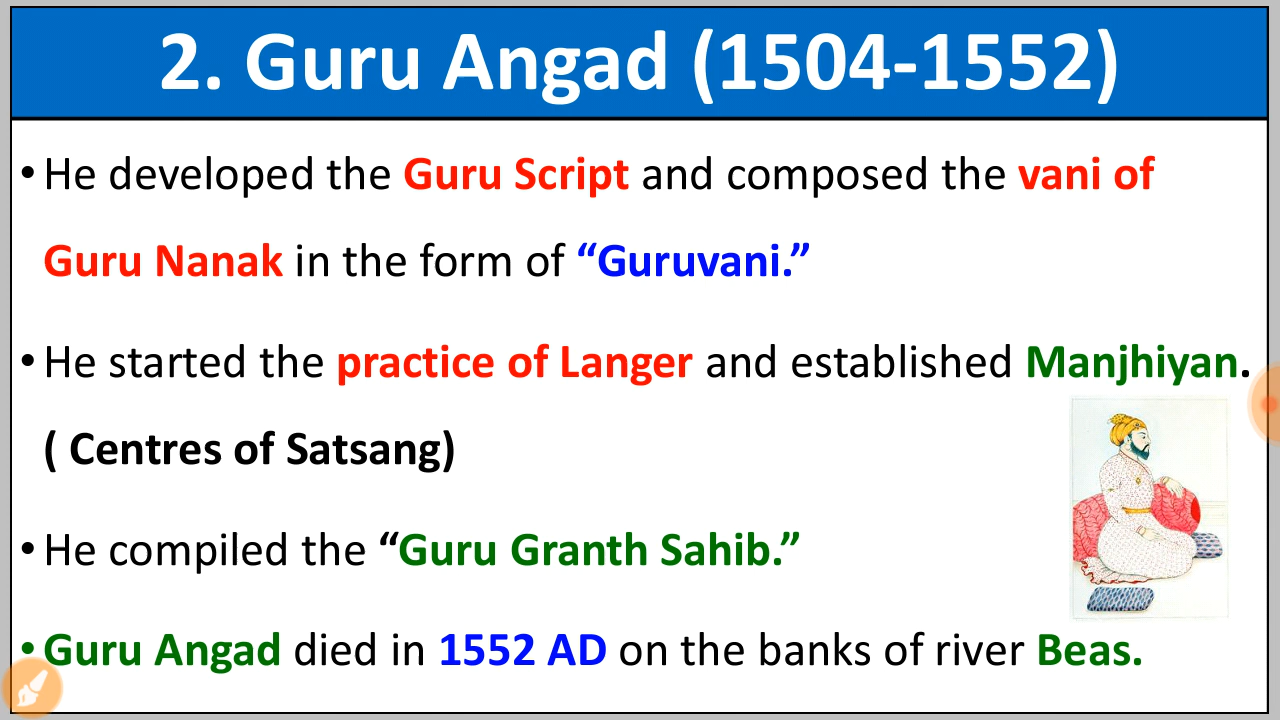 2. Guru Angad (1504-1552)
• He developed the Guru Script and composed the vani of
Guru Nanak in the form of “Guruvani.”
• He started the practice of Langer and established Manjhiyan.
( Centres of Satsang)
• He compiled the “Guru Granth Sahib.”
• Guru Angad died in 1552 AD on the banks of river Beas.